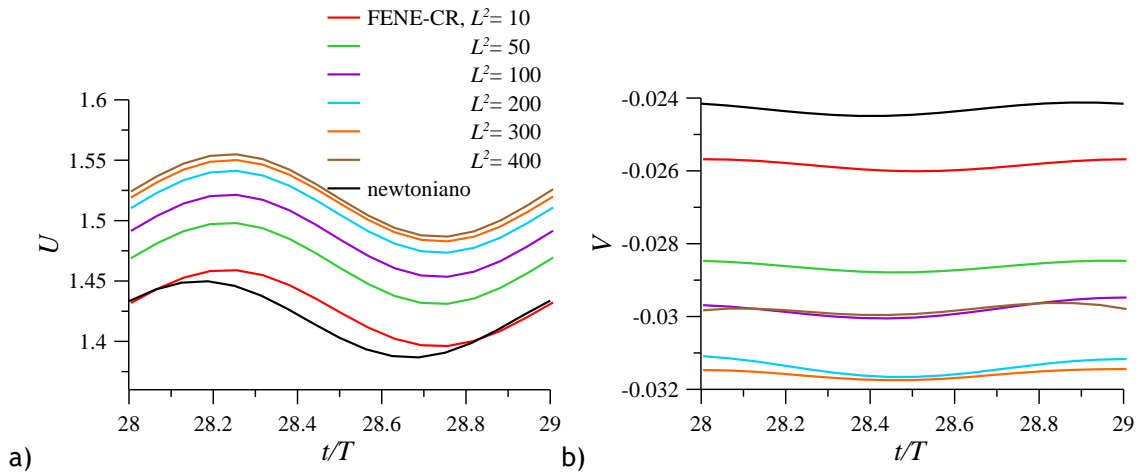 FENE-CR, L²= 10
L²= 50
L²= 100
L²= 200
L²= 300
L²= 400
newtoniano
1.6
1.55
1.5
1.45
1.4
U
28
28.2
28.4
28.6
28.8
29
t/T
a)
-0.024
-0.026
-0.028
-0.03
-0.032
V
28
28.2
28.4
28.6
28.8
29
t/T
b)